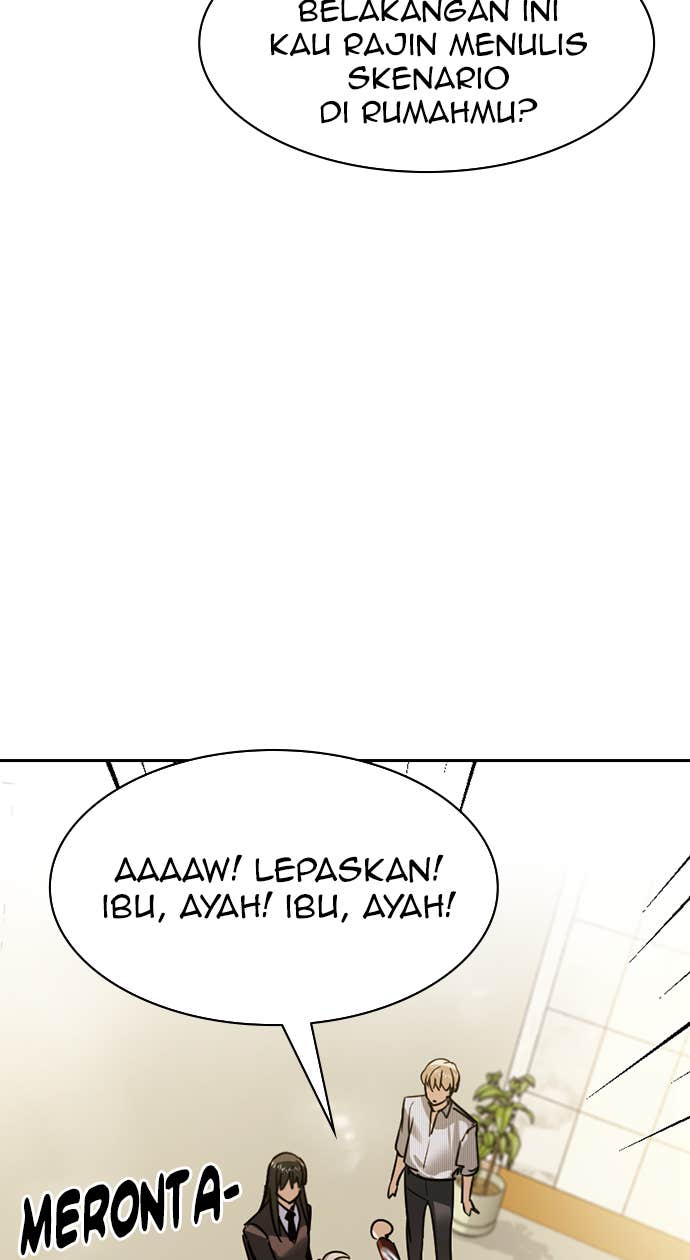 BELAKANGAN INI
KAU RAJIN MENULIS
SKENARIO
DI RUMAHMU?
AAAAW! LEPASKAN!
IBU, AYAH! IBU, AYAH!
MERONTA-